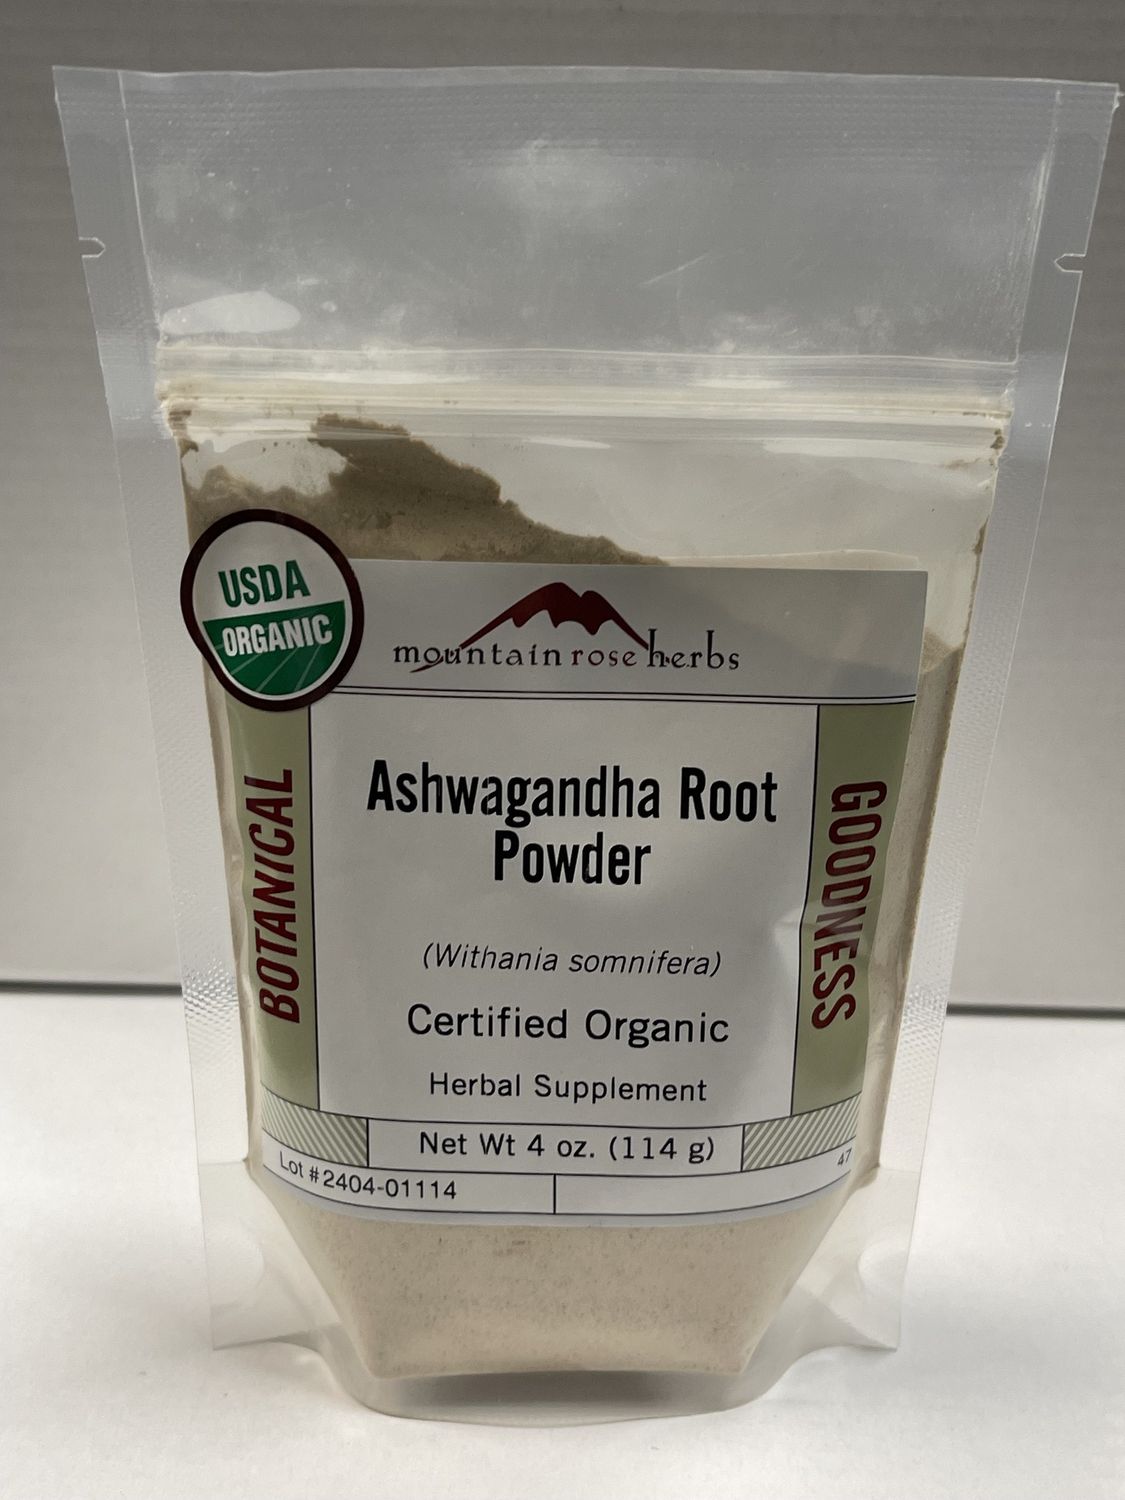 USDA
ORGANIC
mountain rose herbs
BOTANICAL
GOODNESS
Ashwagandha Root
Powder
(Withania somnifera)
Certified Organic
Herbal Supplement
Net Wt 4 oz. (114 g)
Lot #2404-01114
47